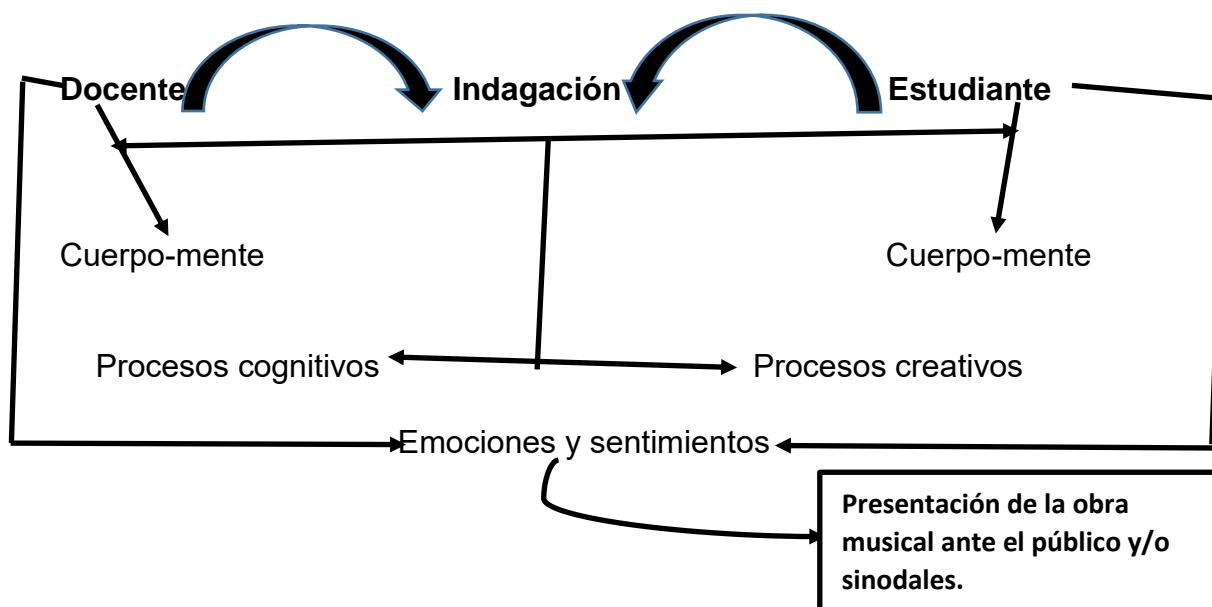 Docente Indagación Estudiante
Cuerpo-mente Cuerpo-mente
Procesos cognitivos Procesos creativos
Emociones y sentimientos
Presentación de la obra
musical ante el público y/o
sinodales.